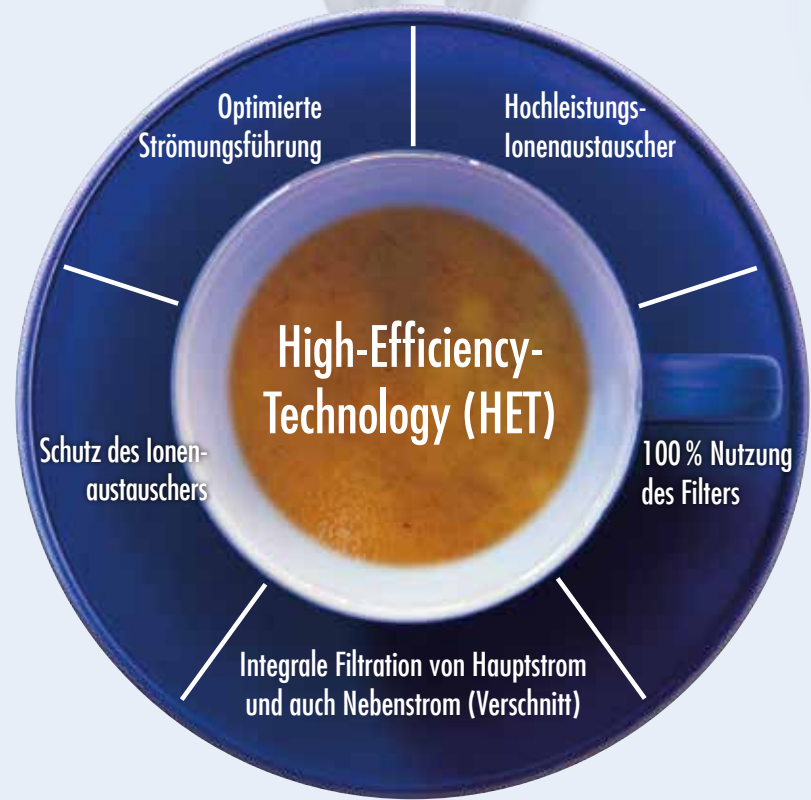 Optimierte
Strömungsführung
Hochleistungs-
Ionenaustauscher
High-Efficiency-
Technology (HET)
Schutz des Ionen-
austauschers
100 % Nutzung
des Filters
Integrale Filtration von Hauptstrom
und auch Nebenstrom (Verschnitt)